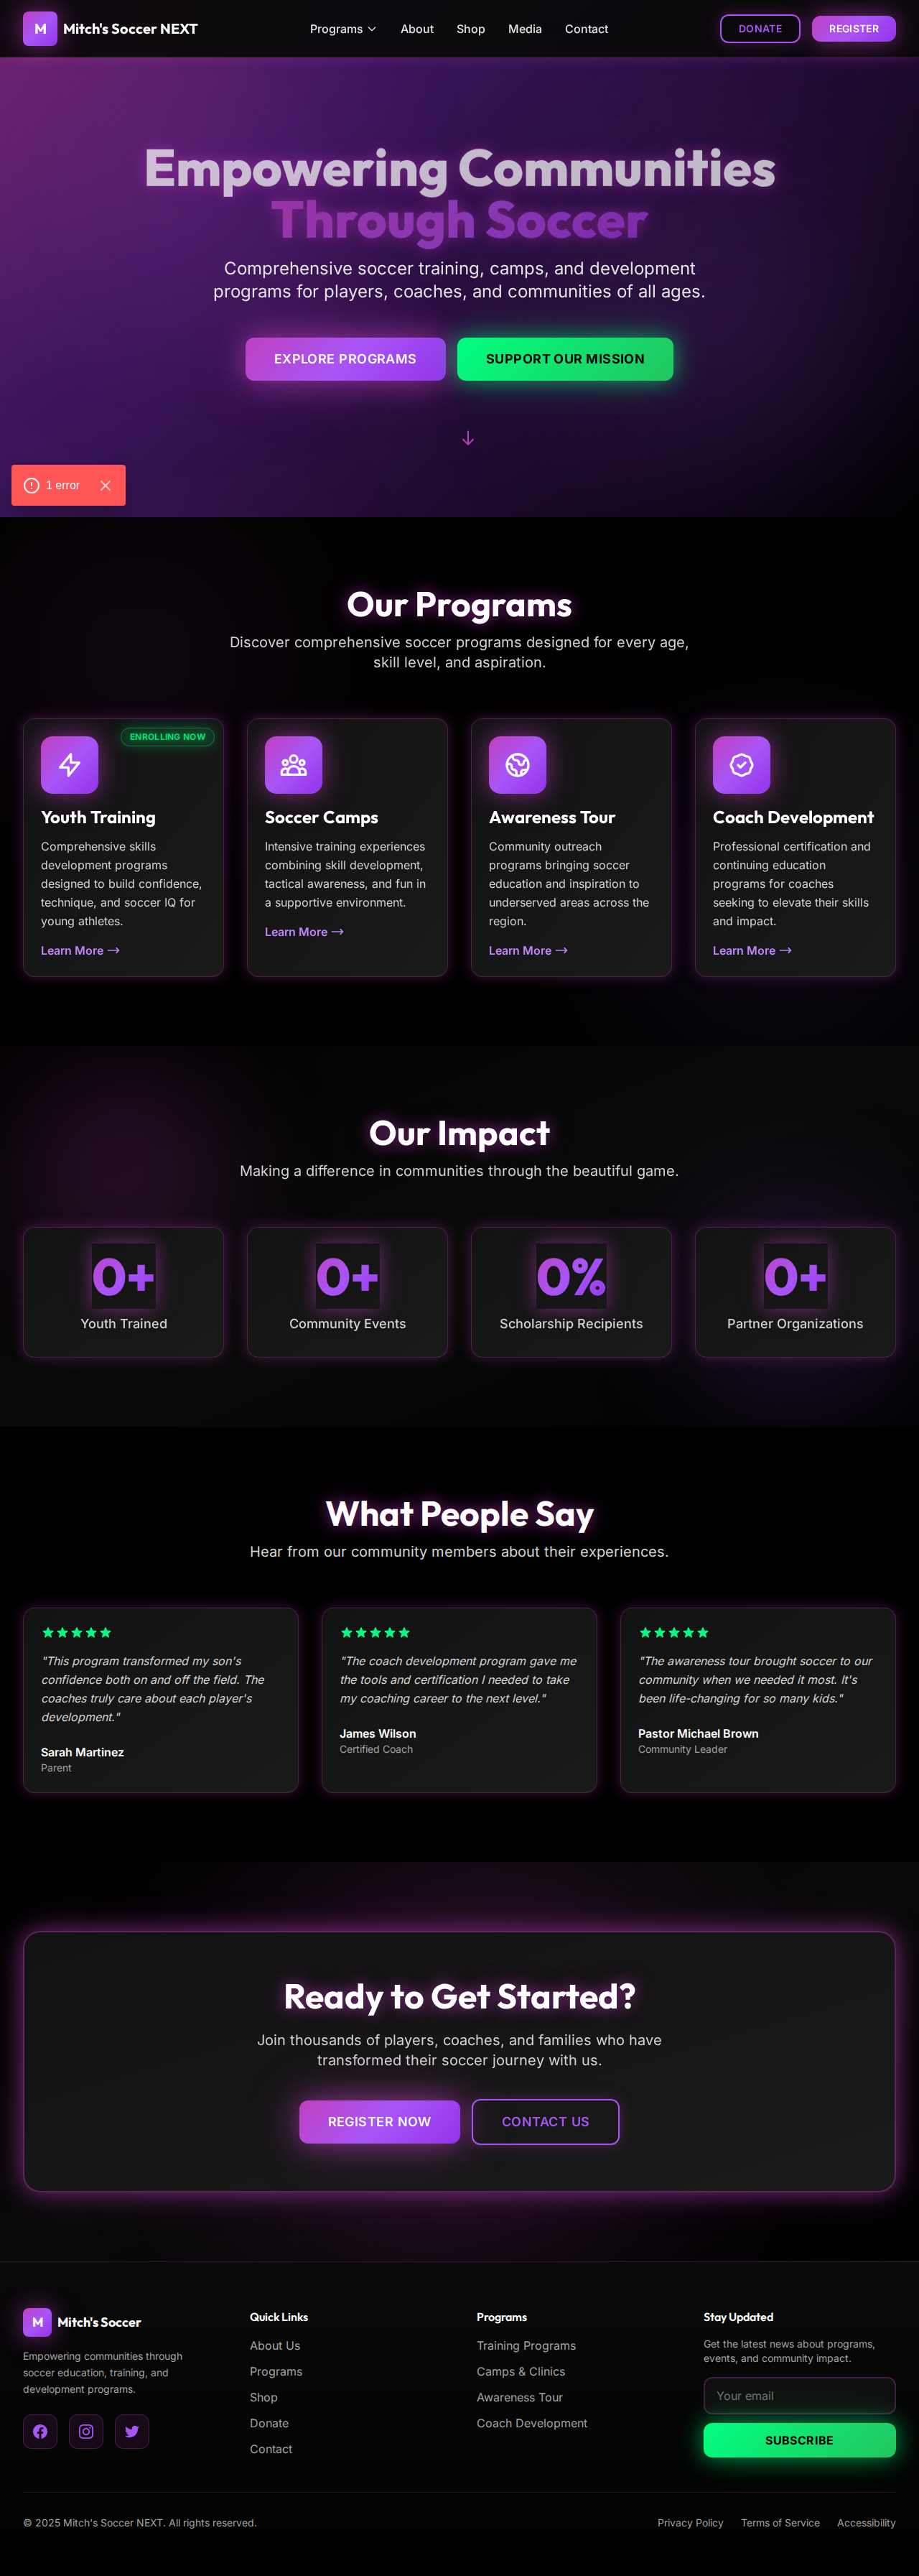 M
Mitch's Soccer NEXT
Programs
About
Shop
Media
Contact
DONATE
REGISTER
Empowering Communities
Through Soccer
Comprehensive soccer training, camps, and development
programs for players, coaches, and communities of all ages.
EXPLORE PROGRAMS
SUPPORT OUR MISSION
1 error
Our Programs
Discover comprehensive soccer programs designed for every age,
skill level, and aspiration.
ENROLLING NOW
Youth Training
Comprehensive skills
development programs
designed to build confidence,
technique, and soccer IQ for
young athletes.
Learn More
Soccer Camps
Intensive training experiences
combining skill development,
tactical awareness, and fun in
a supportive environment.
Learn More
Awareness Tour
Community outreach
programs bringing soccer
education and inspiration to
underserved areas across the
region.
Learn More
Coach Development
Professional certification and
continuing education
programs for coaches
seeking to elevate their skills
and impact.
Learn More
Our Impact
Making a difference in communities through the beautiful game.
0+
Youth Trained
0+
Community Events
0%
Scholarship Recipients
0+
Partner Organizations
What People Say
Hear from our community members about their experiences.
"This program transformed my son's
confidence both on and off the field. The
coaches truly care about each player's
development."
Sarah Martinez
Parent
"The coach development program gave me
the tools and certification I needed to take
my coaching career to the next level."
James Wilson
Certified Coach
"The awareness tour brought soccer to our
community when we needed it most. It's
been life-changing for so many kids."
Pastor Michael Brown
Community Leader
Ready to Get Started?
Join thousands of players, coaches, and families who have
transformed their soccer journey with us.
REGISTER NOW
CONTACT US
M
Mitch's Soccer
Empowering communities through
soccer education, training, and
development programs.
Quick Links
About Us
Programs
Shop
Donate
Contact
Programs
Training Programs
Camps & Clinics
Awareness Tour
Coach Development
Stay Updated
Get the latest news about programs,
events, and community impact.
Your email
SUBSCRIBE
© 2025 Mitch's Soccer NEXT. All rights reserved.
Privacy Policy
Terms of Service
Accessibility